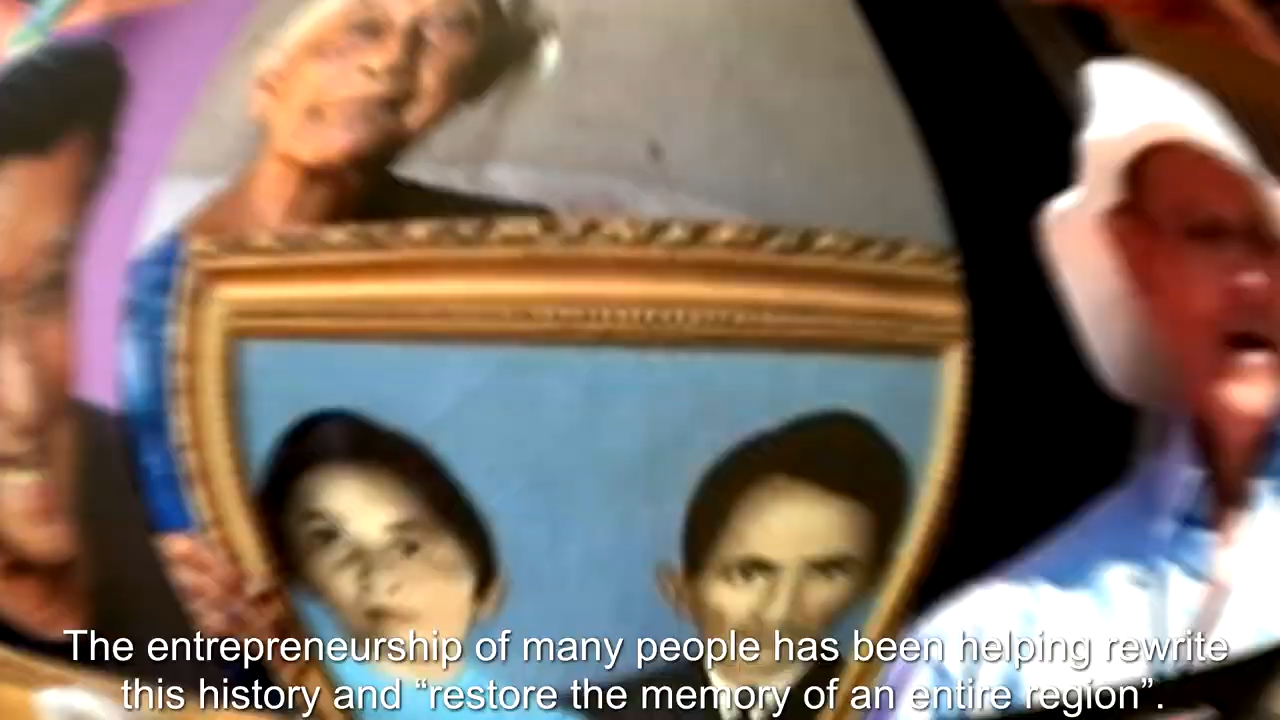 The entrepreneurship of many people has been helping rewrite
this history and “restore the memory of an entire region”.